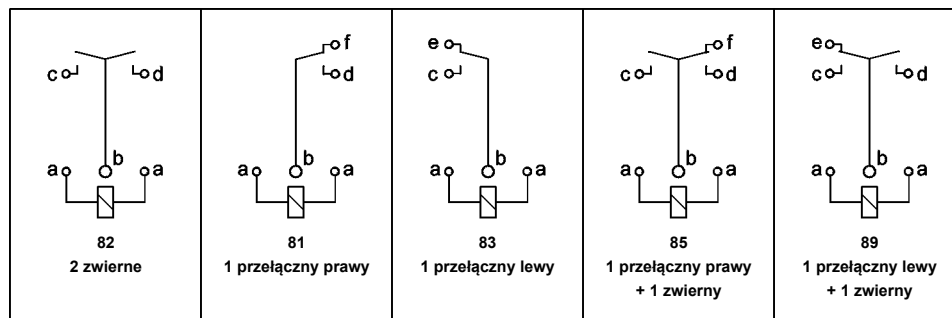 c d b a a
82
2 zwierne
f d b a a
81
1 przełączny prawy
e c b a a
83
1 przełączny lewy
f c d b a a
85
1 przełączny prawy
+ 1 zwierny
e c d b a a
89
1 przełączny lewy
+ 1 zwierny